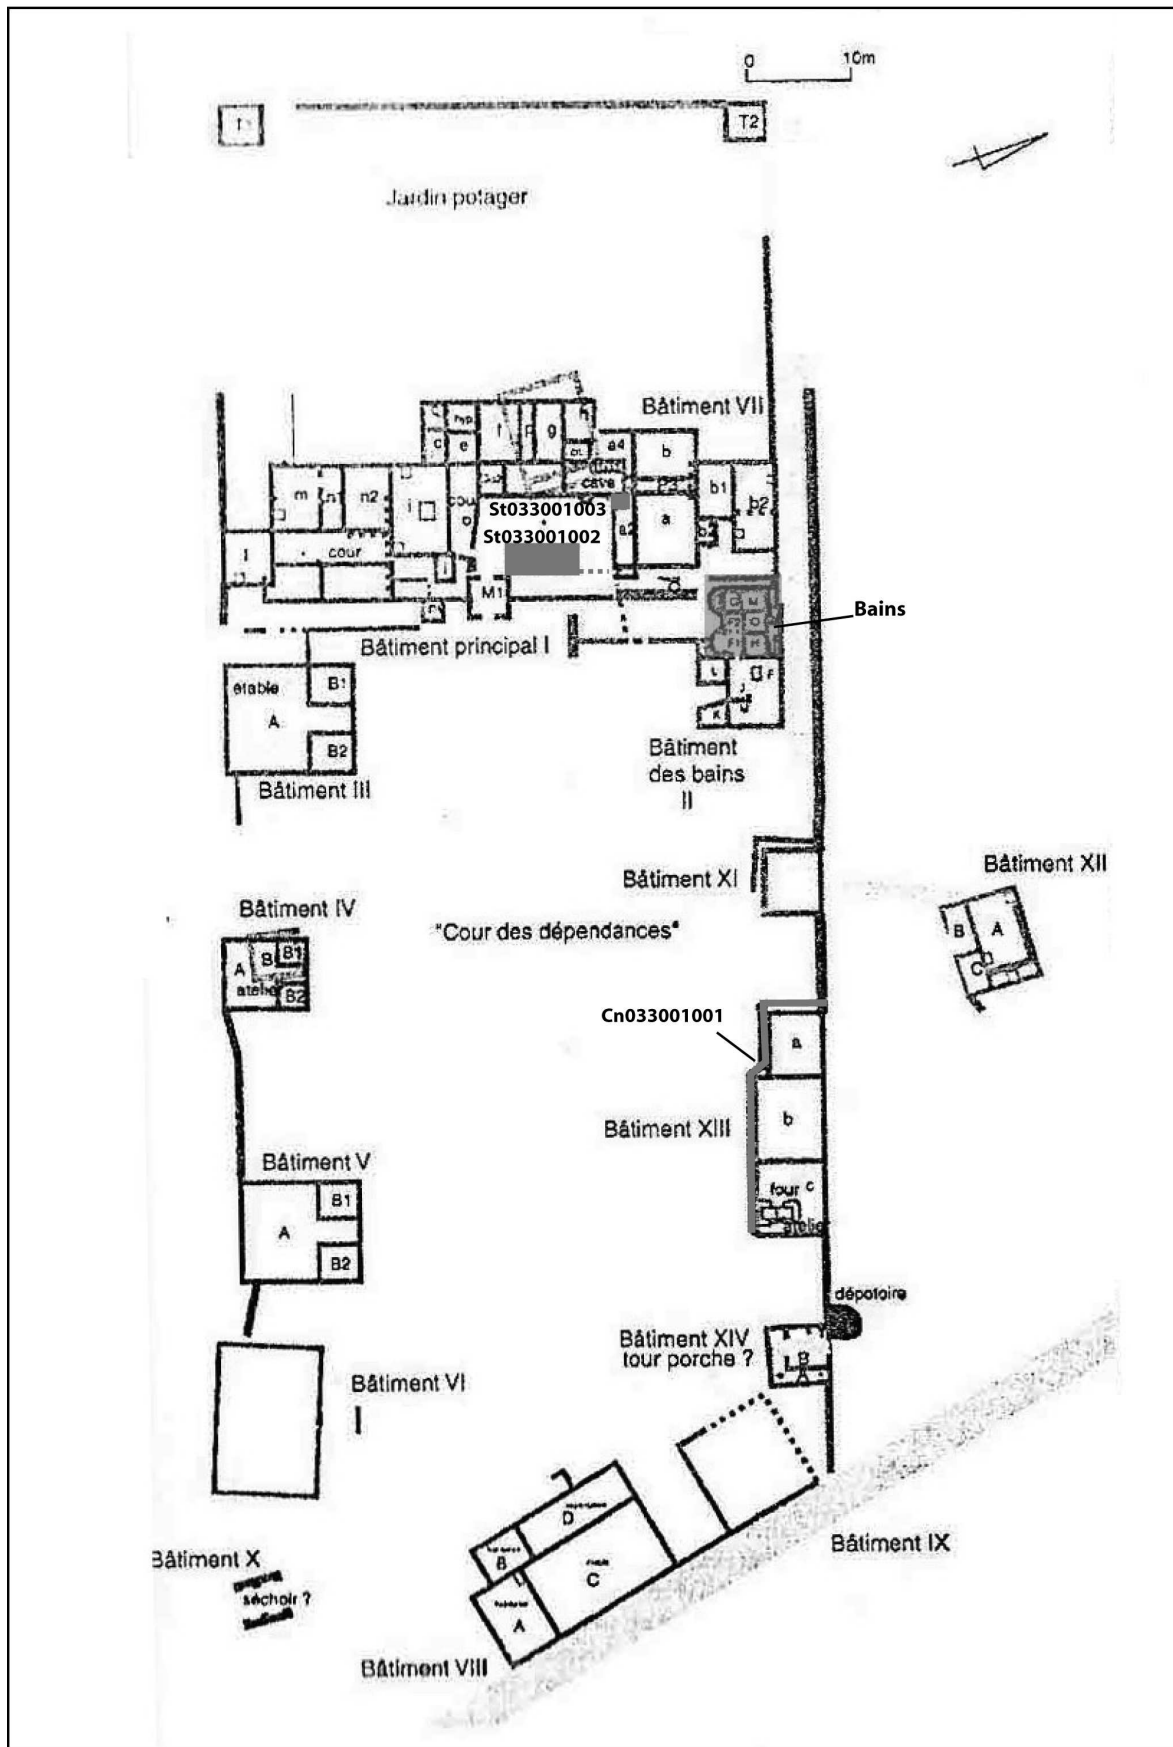 0 10m
T2
Jardin potager
Bâtiment VII
h
f
p
g
c
e
a4
b
cave
b1
b2
m
n1
n2
i
St033001003
a2
a
St033001002
l
cour
M1
Bains
Bâtiment principal I
étable
B1
A
B2
Bâtiment III
L
F
J
K
Bâtiment
des bains
II
Bâtiment XI
Bâtiment XII
Bâtiment IV
"Cour des dépendances"
A
B
B1
atelier
B2
B
A
C
Cn033001001
a
b
Bâtiment XIII
four c
atelier
Bâtiment V
B1
A
B2
dépotoire
Bâtiment XIV
tour porche ?
B
A
Bâtiment VI
D
B
C
A
Bâtiment IX
Bâtiment X
séchoir ?
Bâtiment VIII